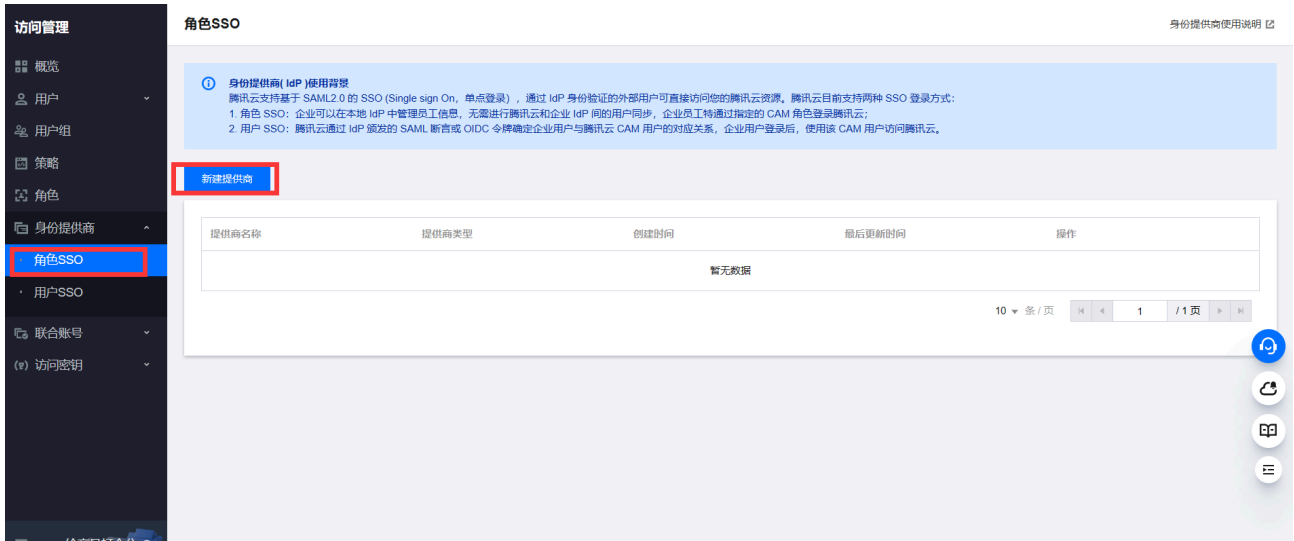 访问管理
角色SSO
身份提供商使用说明
概览
用户
用户组
策略
角色
身份提供商
角色SSO
用户SSO
联合账号
访问密钥
身份提供商( IdP )使用背景
腾讯云支持基于 SAML2.0 的 SSO (Single sign On，单点登录），通过 IdP 身份验证的外部用户可直接访问您的腾讯云资源。腾讯云目前支持两种 SSO 登录方式：
1. 角色 SSO：企业可以在本地 IdP 中管理员工信息，无需进行腾讯云和企业 IdP 间的用户同步，企业员工特通过指定的 CAM 角色登录腾讯云；
2. 用户 SSO：腾讯云通过 IdP 颁发的 SAML 断言或 OIDC 令牌确定企业用户与腾讯云 CAM 用户的对应关系，企业用户登录后，使用该 CAM 用户访问腾讯云。
新建提供商
提供商名称 提供商类型 创建时间 最后更新时间 操作
暂无数据
10 条 / 页 1 / 1 页